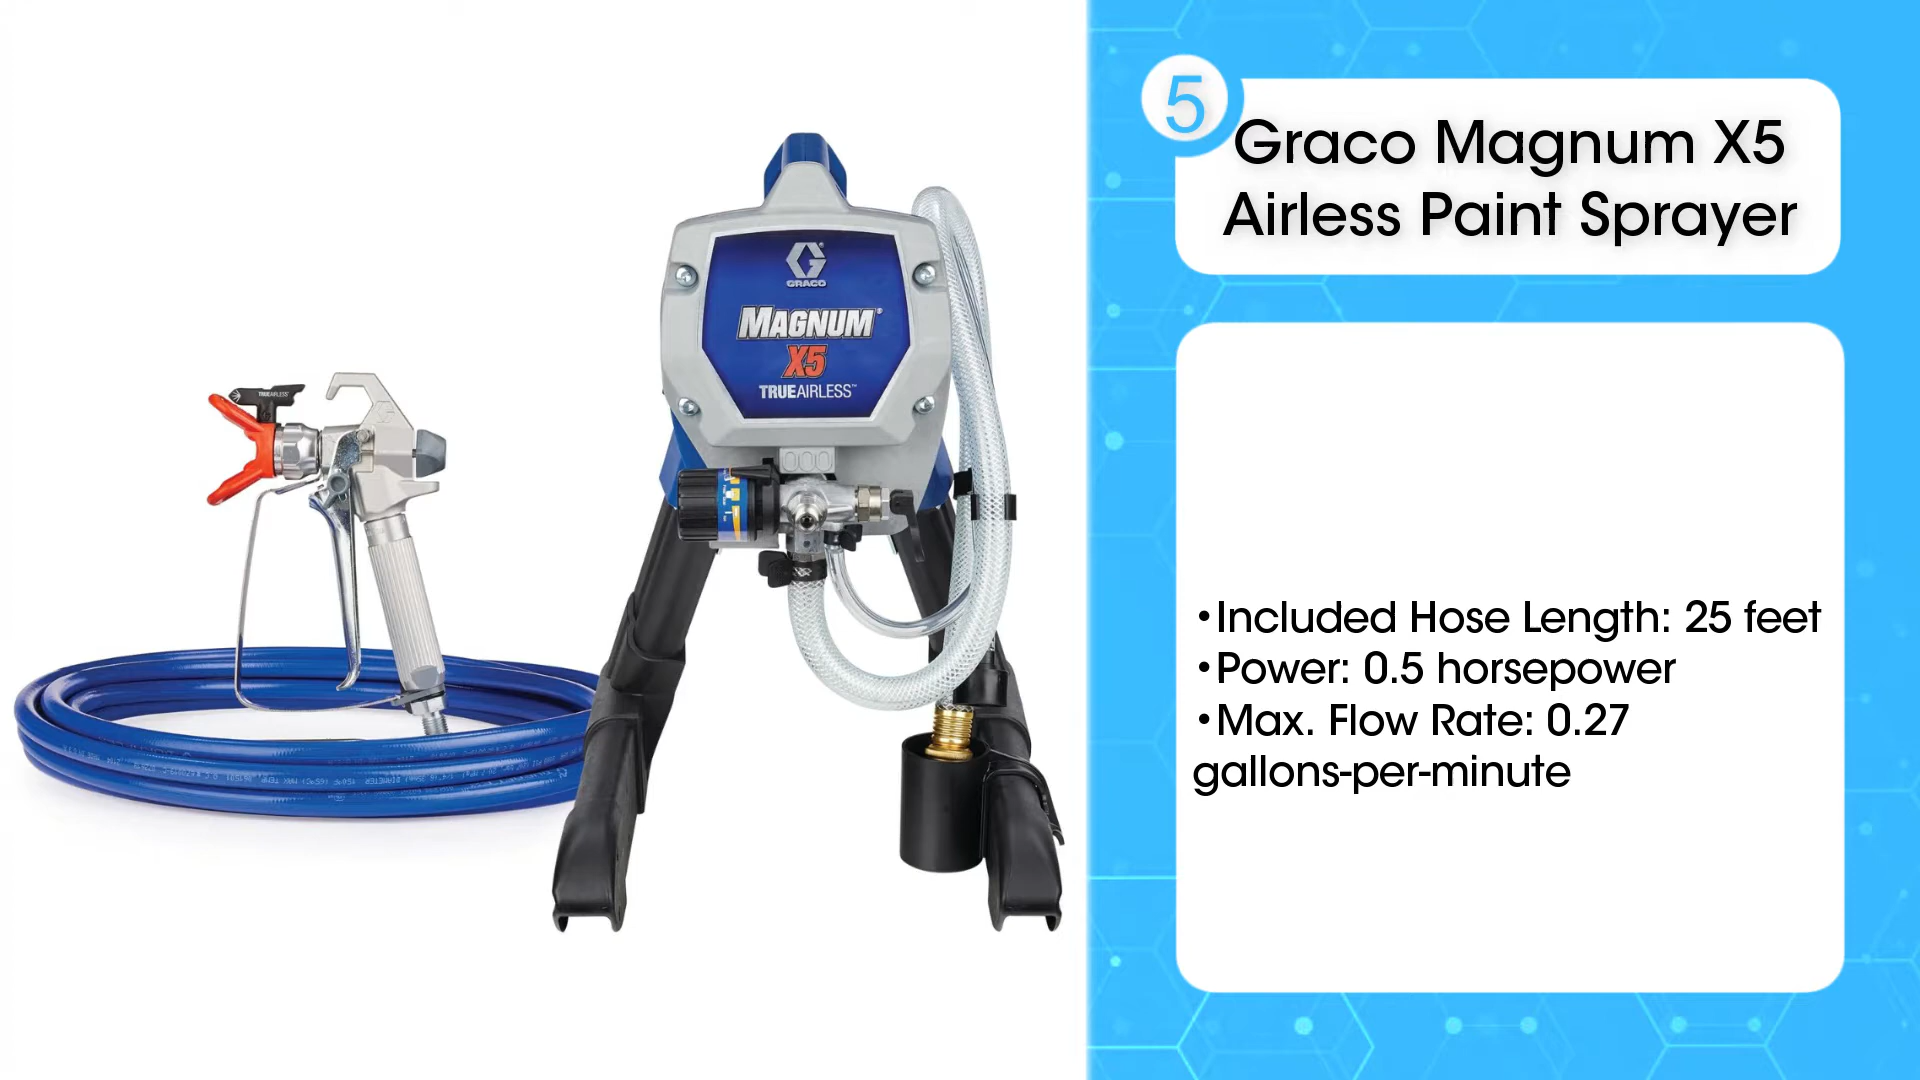 5
Graco Magnum X5
Airless Paint Sprayer
GRACO
MAGNUM
X5
TRUEAIRLESS™
TRUEAIRLESS
•Included Hose Length: 25 feet
•Power: 0.5 horsepower
•Max. Flow Rate: 0.27
gallons-per-minute